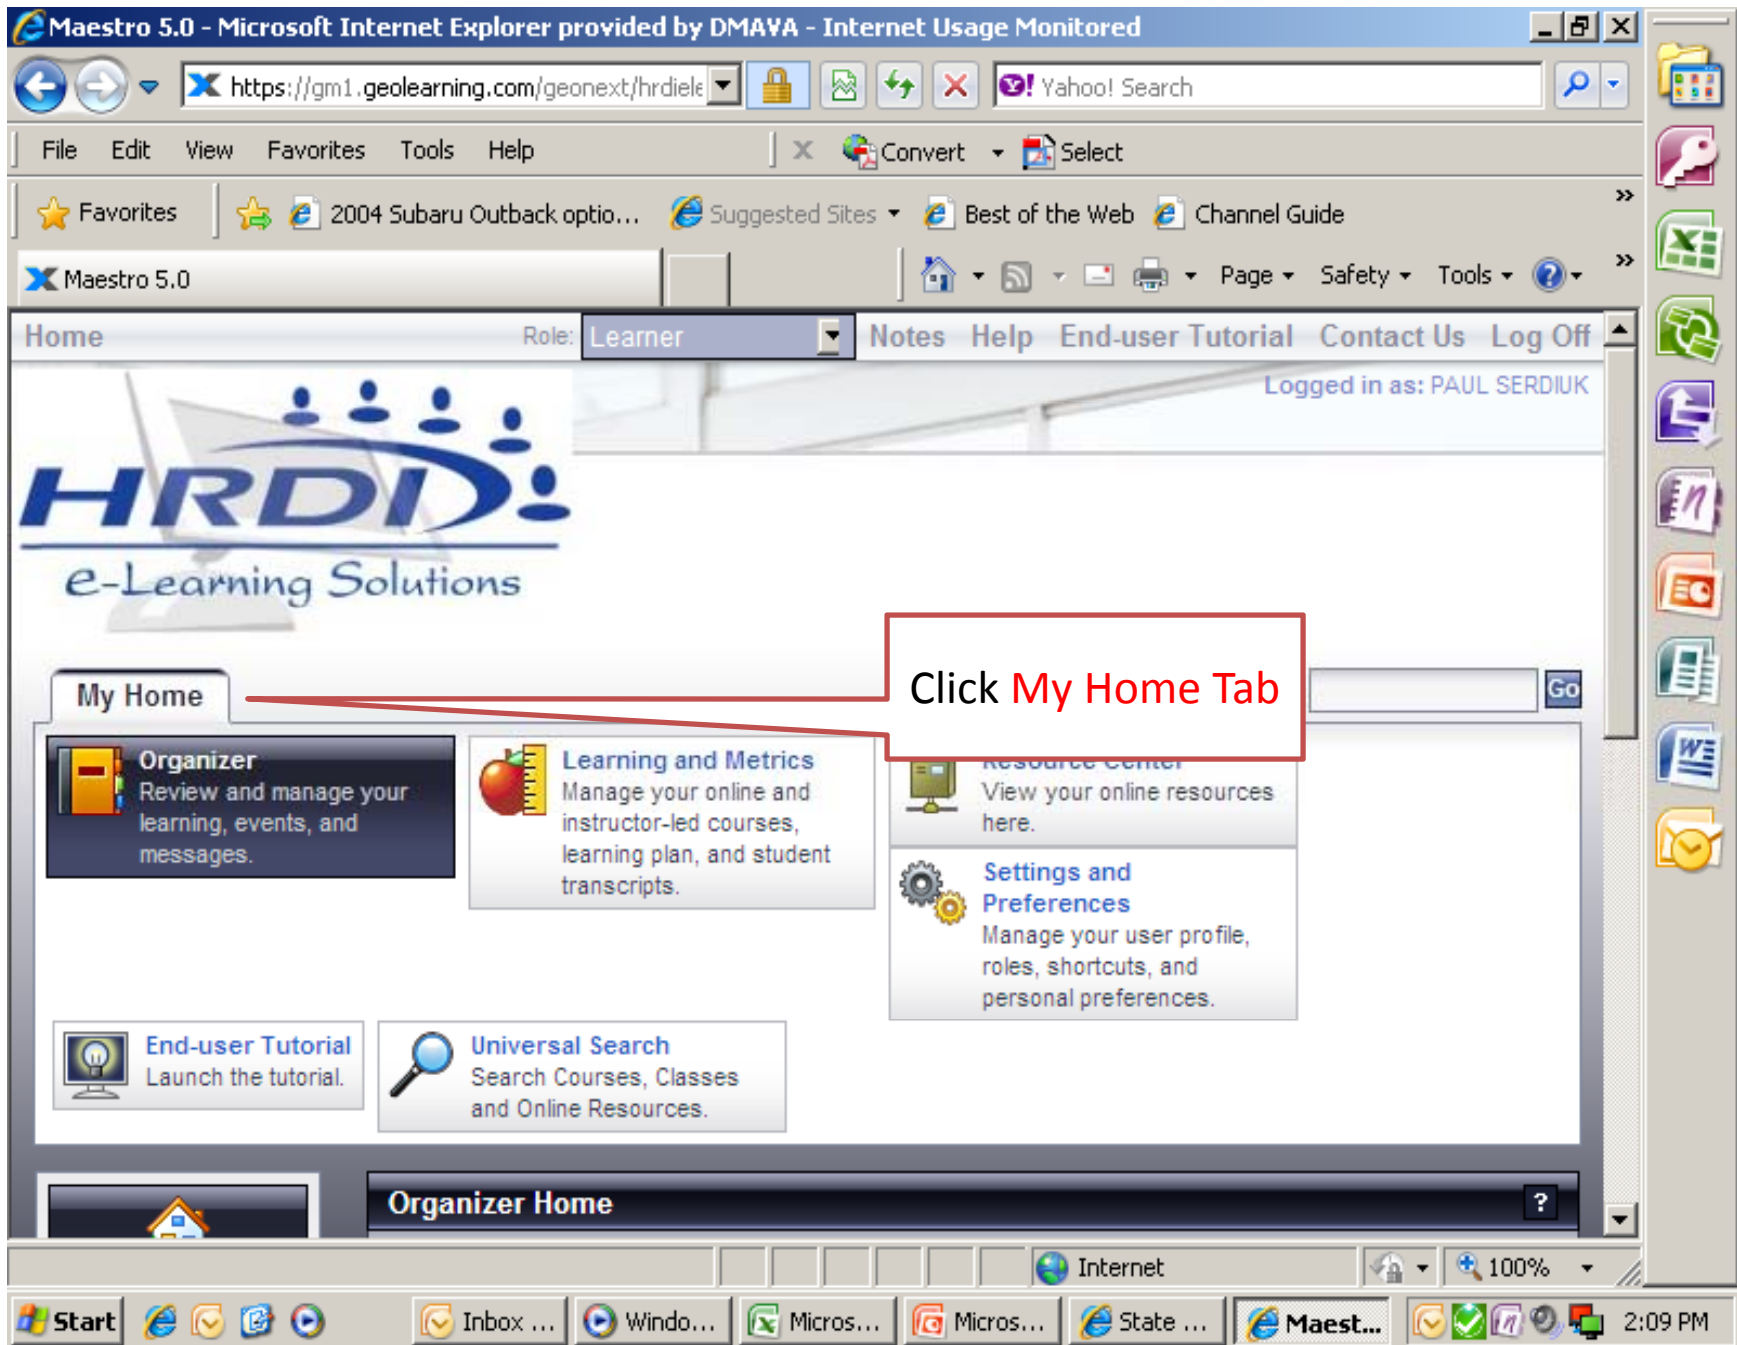 Maestro 5.0 - Microsoft Internet Explorer provided by DMAVA - Internet Usage Monitored
https://gm1.geolearning.com/geonext/hrdiele
Yahoo! Search
File Edit View Favorites Tools Help
Convert Select
Favorites 2004 Subaru Outback optio... Suggested Sites Best of the Web Channel Guide
Maestro 5.0
Page Safety Tools
Home Role: Learner Notes Help End-user Tutorial Contact Us Log Off
Logged in as: PAUL SERDIUK
HRDI
e-Learning Solutions
Click My Home Tab
My Home
Go
Organizer
Review and manage your
learning, events, and
messages.
Learning and Metrics
Manage your online and
instructor-led courses,
learning plan, and student
transcripts.
Resource Center
View your online resources
here.
Settings and
Preferences
Manage your user profile,
roles, shortcuts, and
personal preferences.
End-user Tutorial
Launch the tutorial.
Universal Search
Search Courses, Classes
and Online Resources.
Organizer Home ?
Internet 100%
Start Inbox ... Windo... Micros... Micros... State ... Maest... 2:09 PM